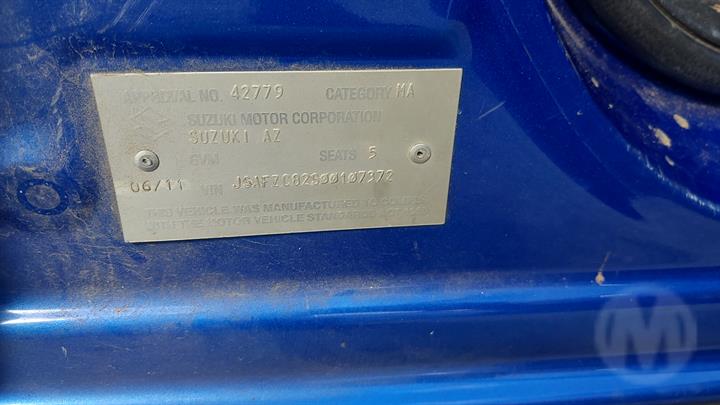 APPROVAL NO. 42779 CATEGORY MA
SUZUKI MOTOR CORPORATION
SUZUKI AZ
GVM SEATS 5
06/11 VIN JSAFZC82S00107372
THIS VEHICLE WAS MANUFACTURED TO COMPLY
WITH THE MOTOR VEHICLE STANDARDS ACT 1989
M